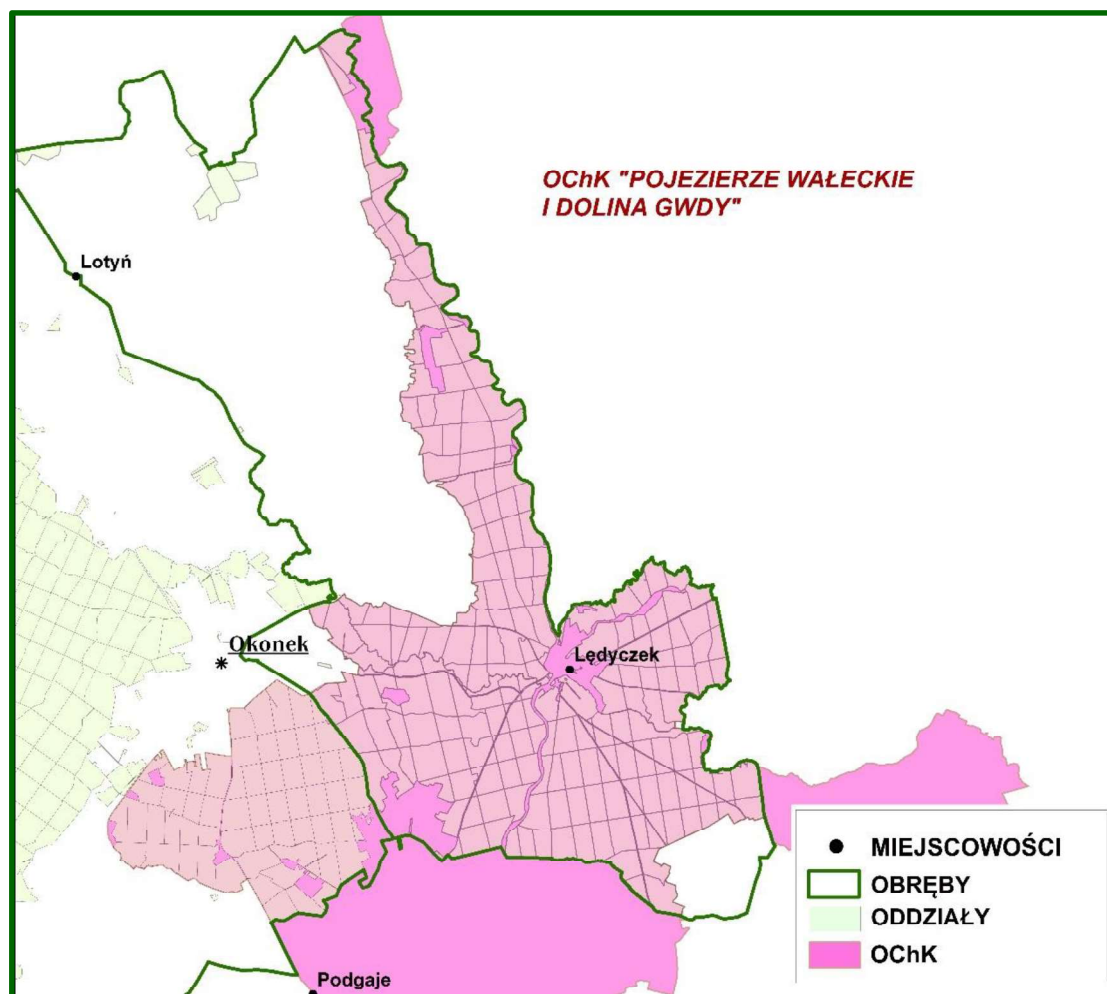 OChK "POJEZIERZE WAŁECKIE
I DOLINA GWDY"
Lotyń
Okonek
Lędyczek
Podgaje
MIEJSCOWOŚCI
OBRĘBY
ODDZIAŁY
OChK